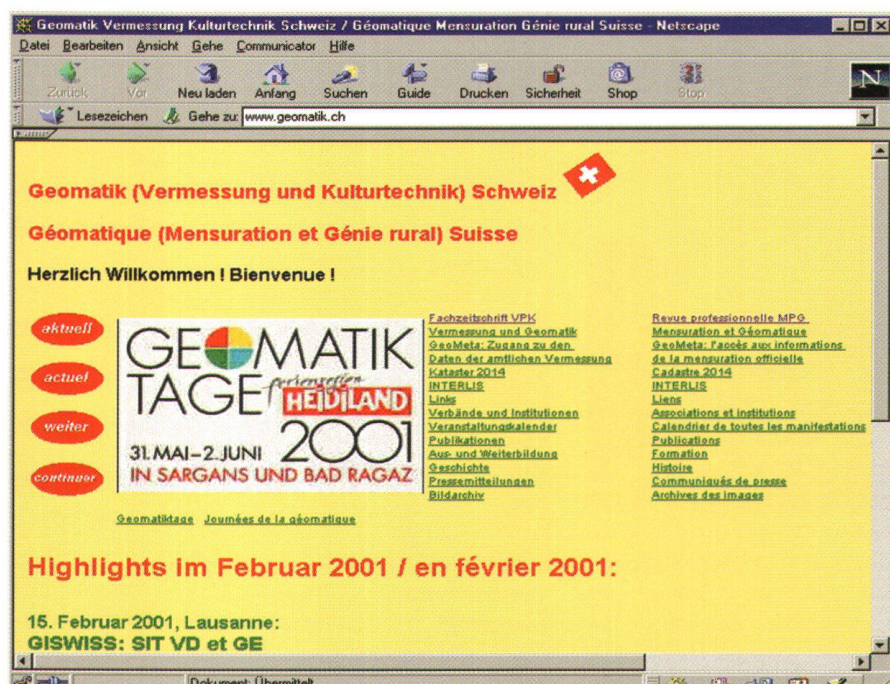 Geomatik Vermessung Kulturtechnik Schweiz / Géomatique Mensuration Génie rural Suisse - Netscape
Datei Bearbeiten Ansicht Gehe Communicator Hilfe
Zurück Vor Neu laden Anfang Suchen Guide Drucken Sicherheit Shop Stop
N
Lesezeichen Gehe zu: www.geomatik.ch
Geomatik (Vermessung und Kulturtechnik) Schweiz
Géomatique (Mensuration et Génie rural) Suisse
Herzlich Willkommen ! Bienvenue !
aktuell
actuel
weiter
continuer
GEOMATIK
TAGE ferienregion
HEIDILAND
2001
31. MAI–2. JUNI
IN SARGANS UND BAD RAGAZ
Geomatiktage Journées de la géomatique
Fachzeitschrift VPK
Vermessung und Geomatik
GeoMeta: Zugang zu den
Daten der amtlichen Vermessung
Kataster 2014
INTERLIS
Links
Verbände und Institutionen
Veranstaltungskalender
Publikationen
Aus- und Weiterbildung
Geschichte
Pressemitteilungen
Bildarchiv
Revue professionnelle MPG
Mensuration et Géomatique
GeoMeta: l'accès aux informations
de la mensuration officielle
Cadastre 2014
INTERLIS
Liens
Associations et institutions
Calendrier de toutes les manifestations
Publications
Formation
Histoire
Communiqués de presse
Archives des images
Highlights im Februar 2001 / en février 2001:
15. Februar 2001, Lausanne:
GISWISS: SIT VD et GE
Dokument: Übermittelt